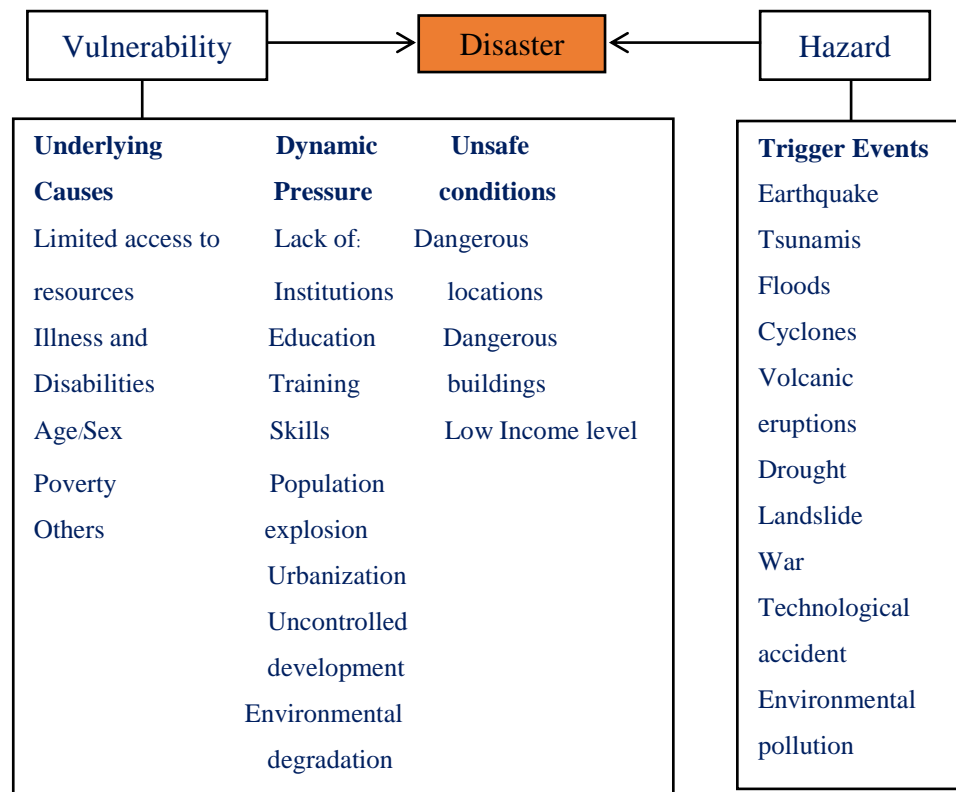 Vulnerability
Disaster
Hazard
Underlying
Causes
Limited access to
resources
Illness and
Disabilities
Age/Sex
Poverty
Others
Dynamic
Pressure
Lack of:
Institutions
Education
Training
Skills
Population
explosion
Urbanization
Uncontrolled
development
Environmental
degradation
Unsafe
conditions
Dangerous
locations
Dangerous
buildings
Low Income level
Trigger Events
Earthquake
Tsunamis
Floods
Cyclones
Volcanic
eruptions
Drought
Landslide
War
Technological
accident
Environmental
pollution